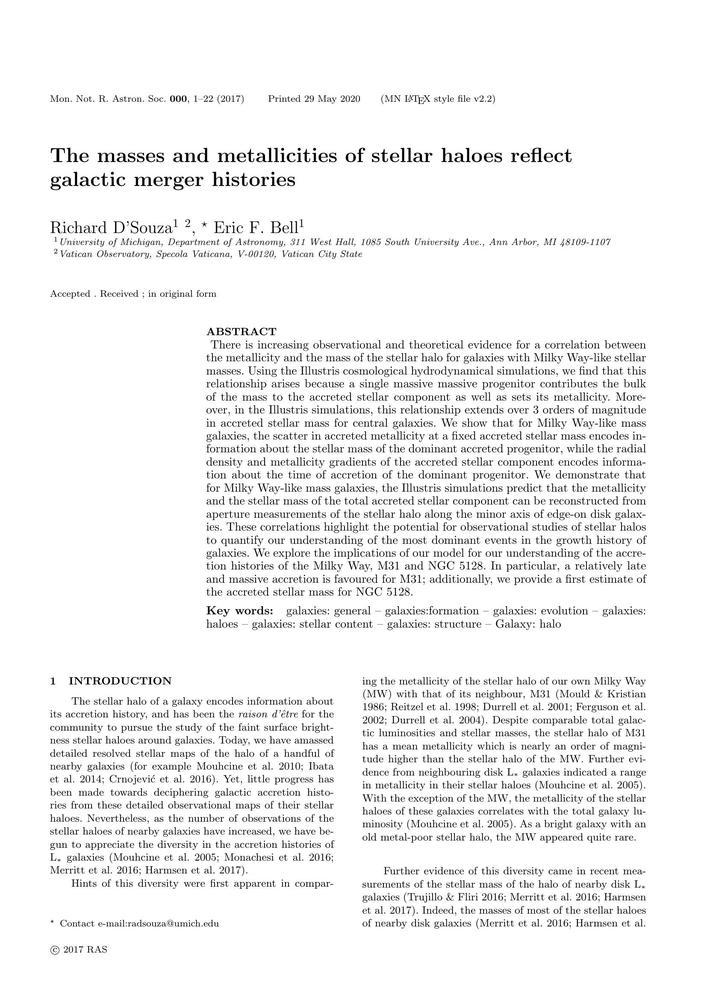 Mon. Not. R. Astron. Soc. 000, 1–22 (2017) Printed 29 May 2020 (MN LATEX style file v2.2)
The masses and metallicities of stellar haloes reflect
galactic merger histories
Richard D'Souza1 2, ⋆ Eric F. Bell1
1 University of Michigan, Department of Astronomy, 311 West Hall, 1085 South University Ave., Ann Arbor, MI 48109-1107
2 Vatican Observatory, Specola Vaticana, V-00120, Vatican City State
Accepted . Received ; in original form
ABSTRACT
There is increasing observational and theoretical evidence for a correlation between
the metallicity and the mass of the stellar halo for galaxies with Milky Way-like stellar
masses. Using the Illustris cosmological hydrodynamical simulations, we find that this
relationship arises because a single massive massive progenitor contributes the bulk
of the mass to the accreted stellar component as well as sets its metallicity. More-
over, in the Illustris simulations, this relationship extends over 3 orders of magnitude
in accreted stellar mass for central galaxies. We show that for Milky Way-like mass
galaxies, the scatter in accreted metallicity at a fixed accreted stellar mass encodes in-
formation about the stellar mass of the dominant accreted progenitor, while the radial
density and metallicity gradients of the accreted stellar component encodes informa-
tion about the time of accretion of the dominant progenitor. We demonstrate that
for Milky Way-like mass galaxies, the Illustris simulations predict that the metallicity
and the stellar mass of the total accreted stellar component can be reconstructed from
aperture measurements of the stellar halo along the minor axis of edge-on disk galax-
ies. These correlations highlight the potential for observational studies of stellar halos
to quantify our understanding of the most dominant events in the growth history of
galaxies. We explore the implications of our model for our understanding of the accre-
tion histories of the Milky Way, M31 and NGC 5128. In particular, a relatively late
and massive accretion is favoured for M31; additionally, we provide a first estimate of
the accreted stellar mass for NGC 5128.
Key words: galaxies: general – galaxies:formation – galaxies: evolution – galaxies:
haloes – galaxies: stellar content – galaxies: structure – Galaxy: halo
1 INTRODUCTION
The stellar halo of a galaxy encodes information about
its accretion history, and has been the raison d'être for the
community to pursue the study of the faint surface bright-
ness stellar haloes around galaxies. Today, we have amassed
detailed resolved stellar maps of the halo of a handful of
nearby galaxies (for example Mouhcine et al. 2010; Ibata
et al. 2014; Crnojević et al. 2016). Yet, little progress has
been made towards deciphering galactic accretion histo-
ries from these detailed observational maps of their stellar
haloes. Nevertheless, as the number of observations of the
stellar haloes of nearby galaxies have increased, we have be-
gun to appreciate the diversity in the accretion histories of
L* galaxies (Mouhcine et al. 2005; Monachesi et al. 2016;
Merritt et al. 2016; Harmsen et al. 2017).
Hints of this diversity were first apparent in compar-
⋆ Contact e-mail:radsouza@umich.edu
© 2017 RAS
ing the metallicity of the stellar halo of our own Milky Way
(MW) with that of its neighbour, M31 (Mould & Kristian
1986; Reitzel et al. 1998; Durrell et al. 2001; Ferguson et al.
2002; Durrell et al. 2004). Despite comparable total galac-
tic luminosities and stellar masses, the stellar halo of M31
has a mean metallicity which is nearly an order of magni-
tude higher than the stellar halo of the MW. Further evi-
dence from neighbouring disk L* galaxies indicated a range
in metallicity in their stellar haloes (Mouhcine et al. 2005).
With the exception of the MW, the metallicity of the stellar
haloes of these galaxies correlates with the total galaxy lu-
minosity (Mouhcine et al. 2005). As a bright galaxy with an
old metal-poor stellar halo, the MW appeared quite rare.
Further evidence of this diversity came in recent mea-
surements of the stellar mass of the halo of nearby disk L*
galaxies (Trujillo & Fliri 2016; Merritt et al. 2016; Harmsen
et al. 2017). Indeed, the masses of most of the stellar haloes
of nearby disk galaxies (Merritt et al. 2016; Harmsen et al.